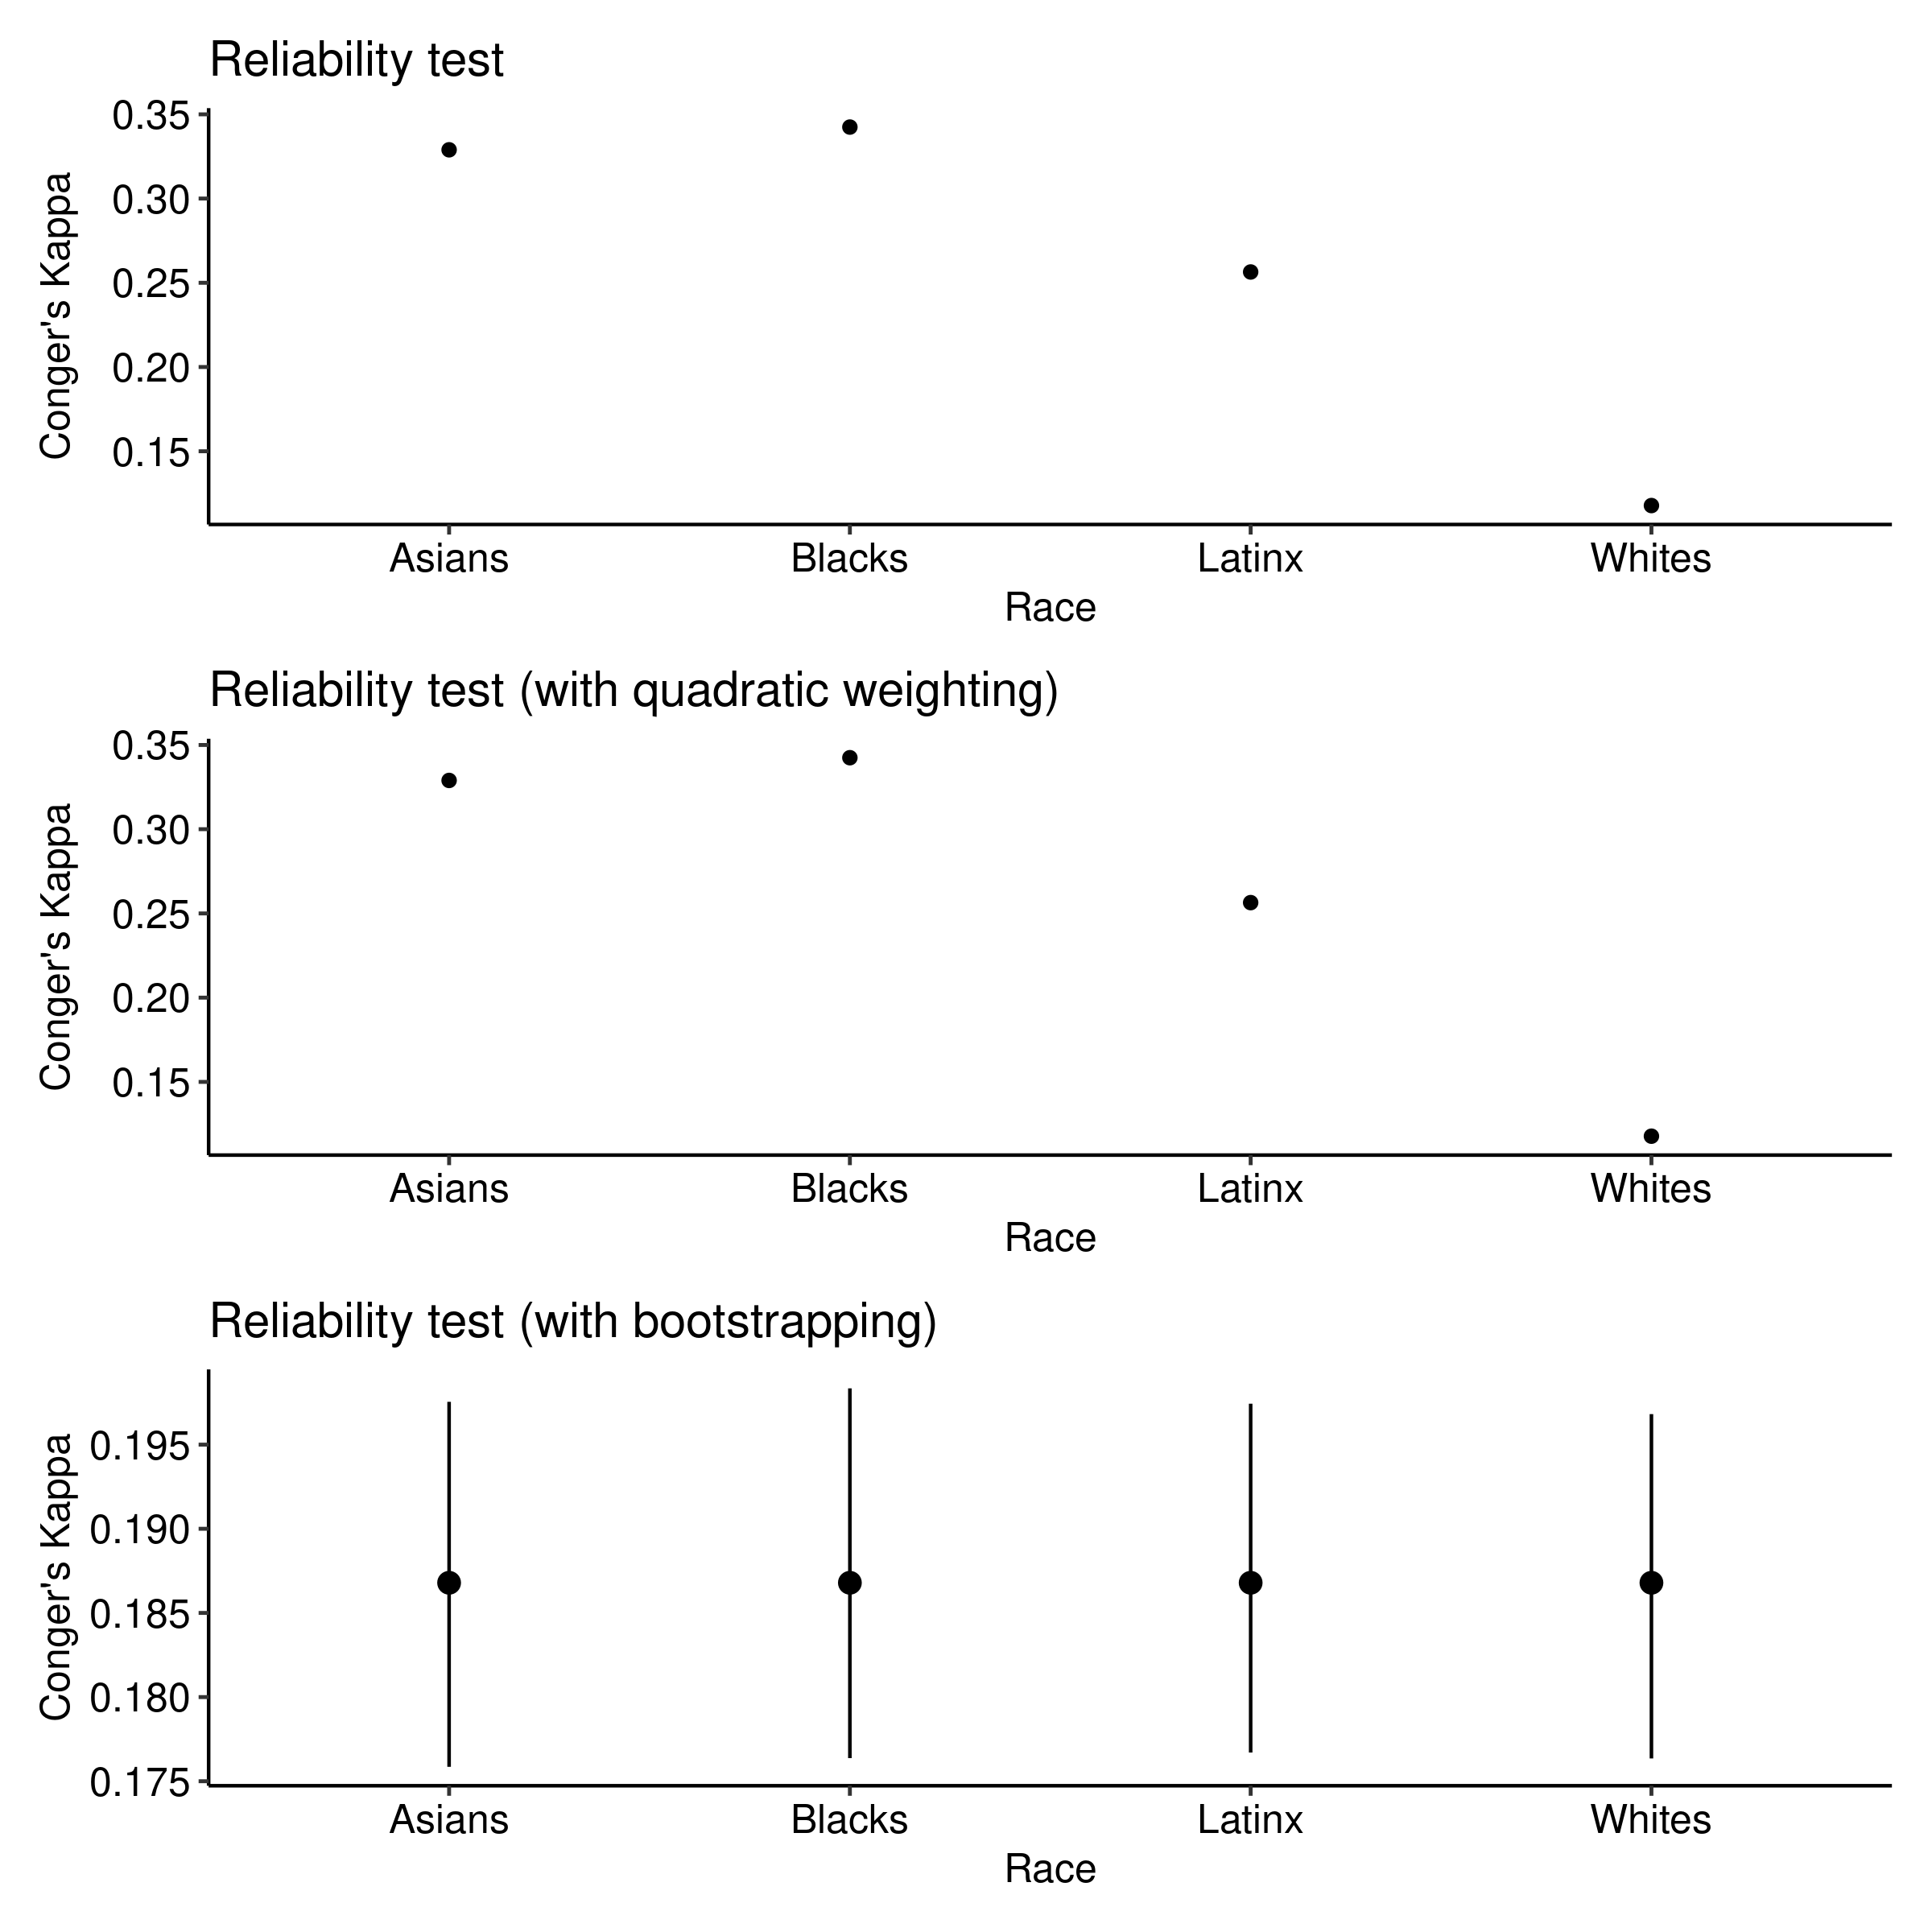 Reliability test
0.35
0.30
0.25
0.20
0.15
Conger's Kappa
Asians Blacks Latinx Whites
Race
Reliability test (with quadratic weighting)
0.35
0.30
0.25
0.20
0.15
Conger's Kappa
Asians Blacks Latinx Whites
Race
Reliability test (with bootstrapping)
0.195
0.190
0.185
0.180
0.175
Conger's Kappa
Asians Blacks Latinx Whites
Race